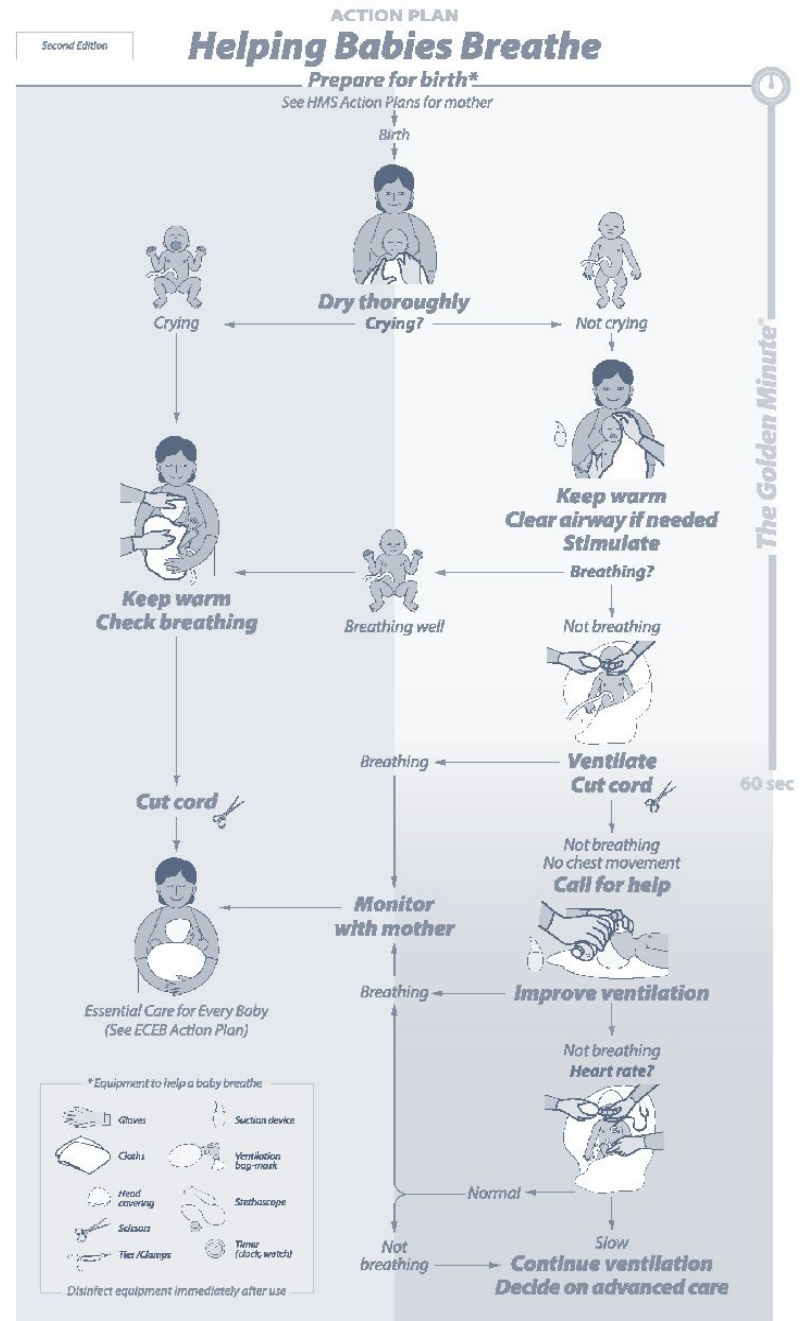 ACTION PLAN
Second Edition
Helping Babies Breathe
Prepare for birth*
See HMS Action Plans for mother
Birth
Dry thoroughly
Crying
Crying?
Not crying
The Golden Minute®
Keep warm
Clear airway if needed
Stimulate
Breathing?
Keep warm
Check breathing
Breathing well
Not breathing
Breathing
Ventilate
Cut cord
60 sec
Cut cord
Not breathing
No chest movement
Call for help
Monitor
with mother
Essential Care for Every Baby
(See ECEB Action Plan)
Breathing
Improve ventilation
Not breathing
Heart rate?
Normal
Not
breathing
Slow
Continue ventilation
Decide on advanced care
* Equipment to help a baby breathe
Gloves
Suction device
Cloths
Ventilation
bag-mask
Head
covering
Stethoscope
Scissors
Ties /Clamps
Timer
(clock, watch)
Disinfect equipment immediately after use